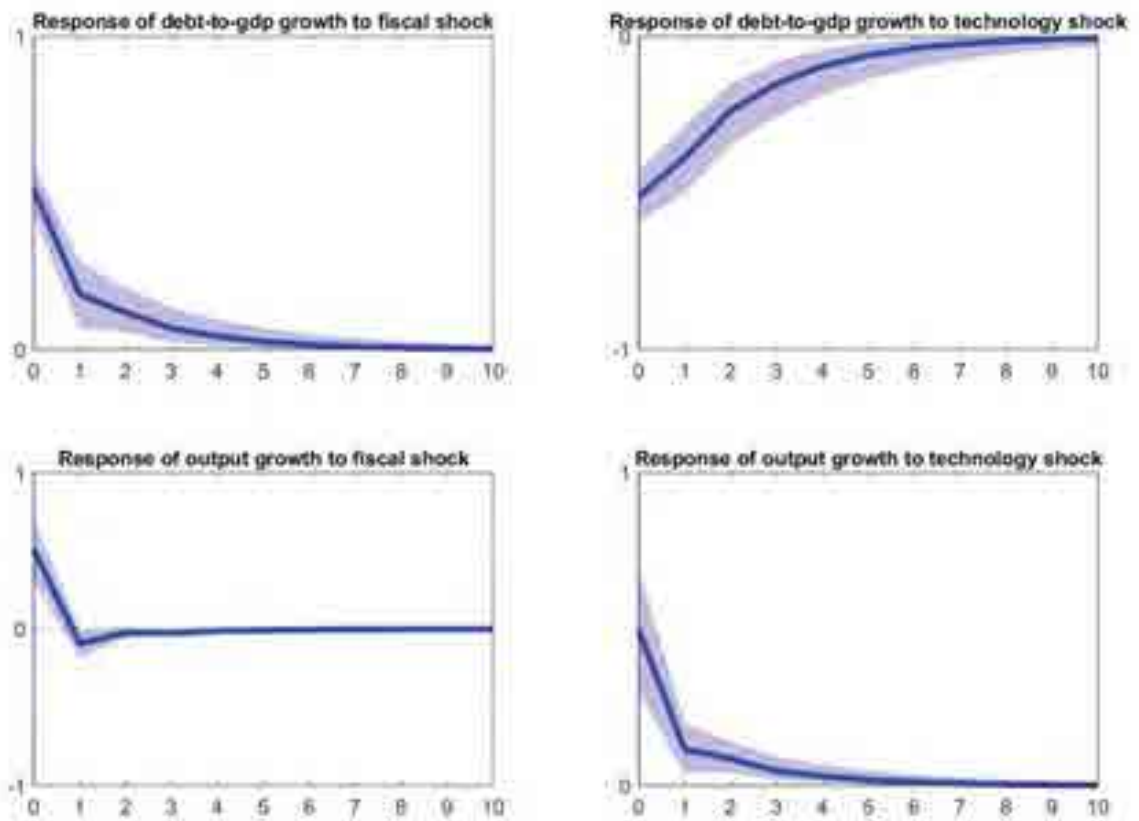 Response of debt-to-gdp growth to fiscal shock
1
0
0 1 2 3 4 5 6 7 8 9 10
Response of debt-to-gdp growth to technology shock
0
-1
0 1 2 3 4 5 6 7 8 9 10
Response of output growth to fiscal shock
1
0
-1
0 1 2 3 4 5 6 7 8 9 10
Response of output growth to technology shock
1
0
0 1 2 3 4 5 6 7 8 9 10